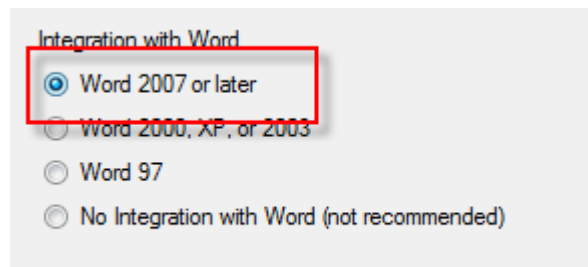 Integration with Word
Word 2007 or later
Word 2000, XP, or 2003
Word 97
No Integration with Word (not recommended)